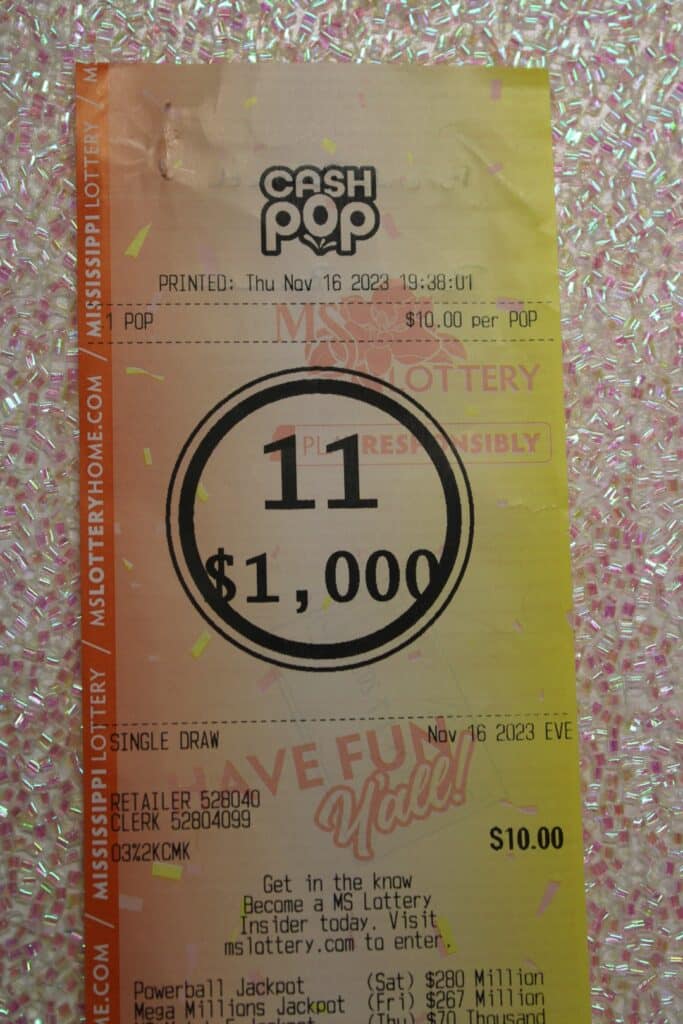 CASH
POP
PRINTED: Thu Nov 16 2023 19:38:01
1 POP $10.00 per POP
MS LOTTERY
PLAY RESPONSIBLY
11
$1,000
SINGLE DRAW Nov 16 2023 EVE
HAVE FUN
Y'all!
RETAILER 528040
CLERK 52804099
03%2KCMK
$10.00
Get in the know
Become a MS Lottery
Insider today. Visit
mslottery.com to enter.
Powerball Jackpot (Sat) $280 Million
Mega Millions Jackpot (Fri) $267 Million
(Thu) $70 Thousand
MISSISSIPPI LOTTERY / MSLOTTERYHOME.COM / MISSISSIPPI LOTTERY /